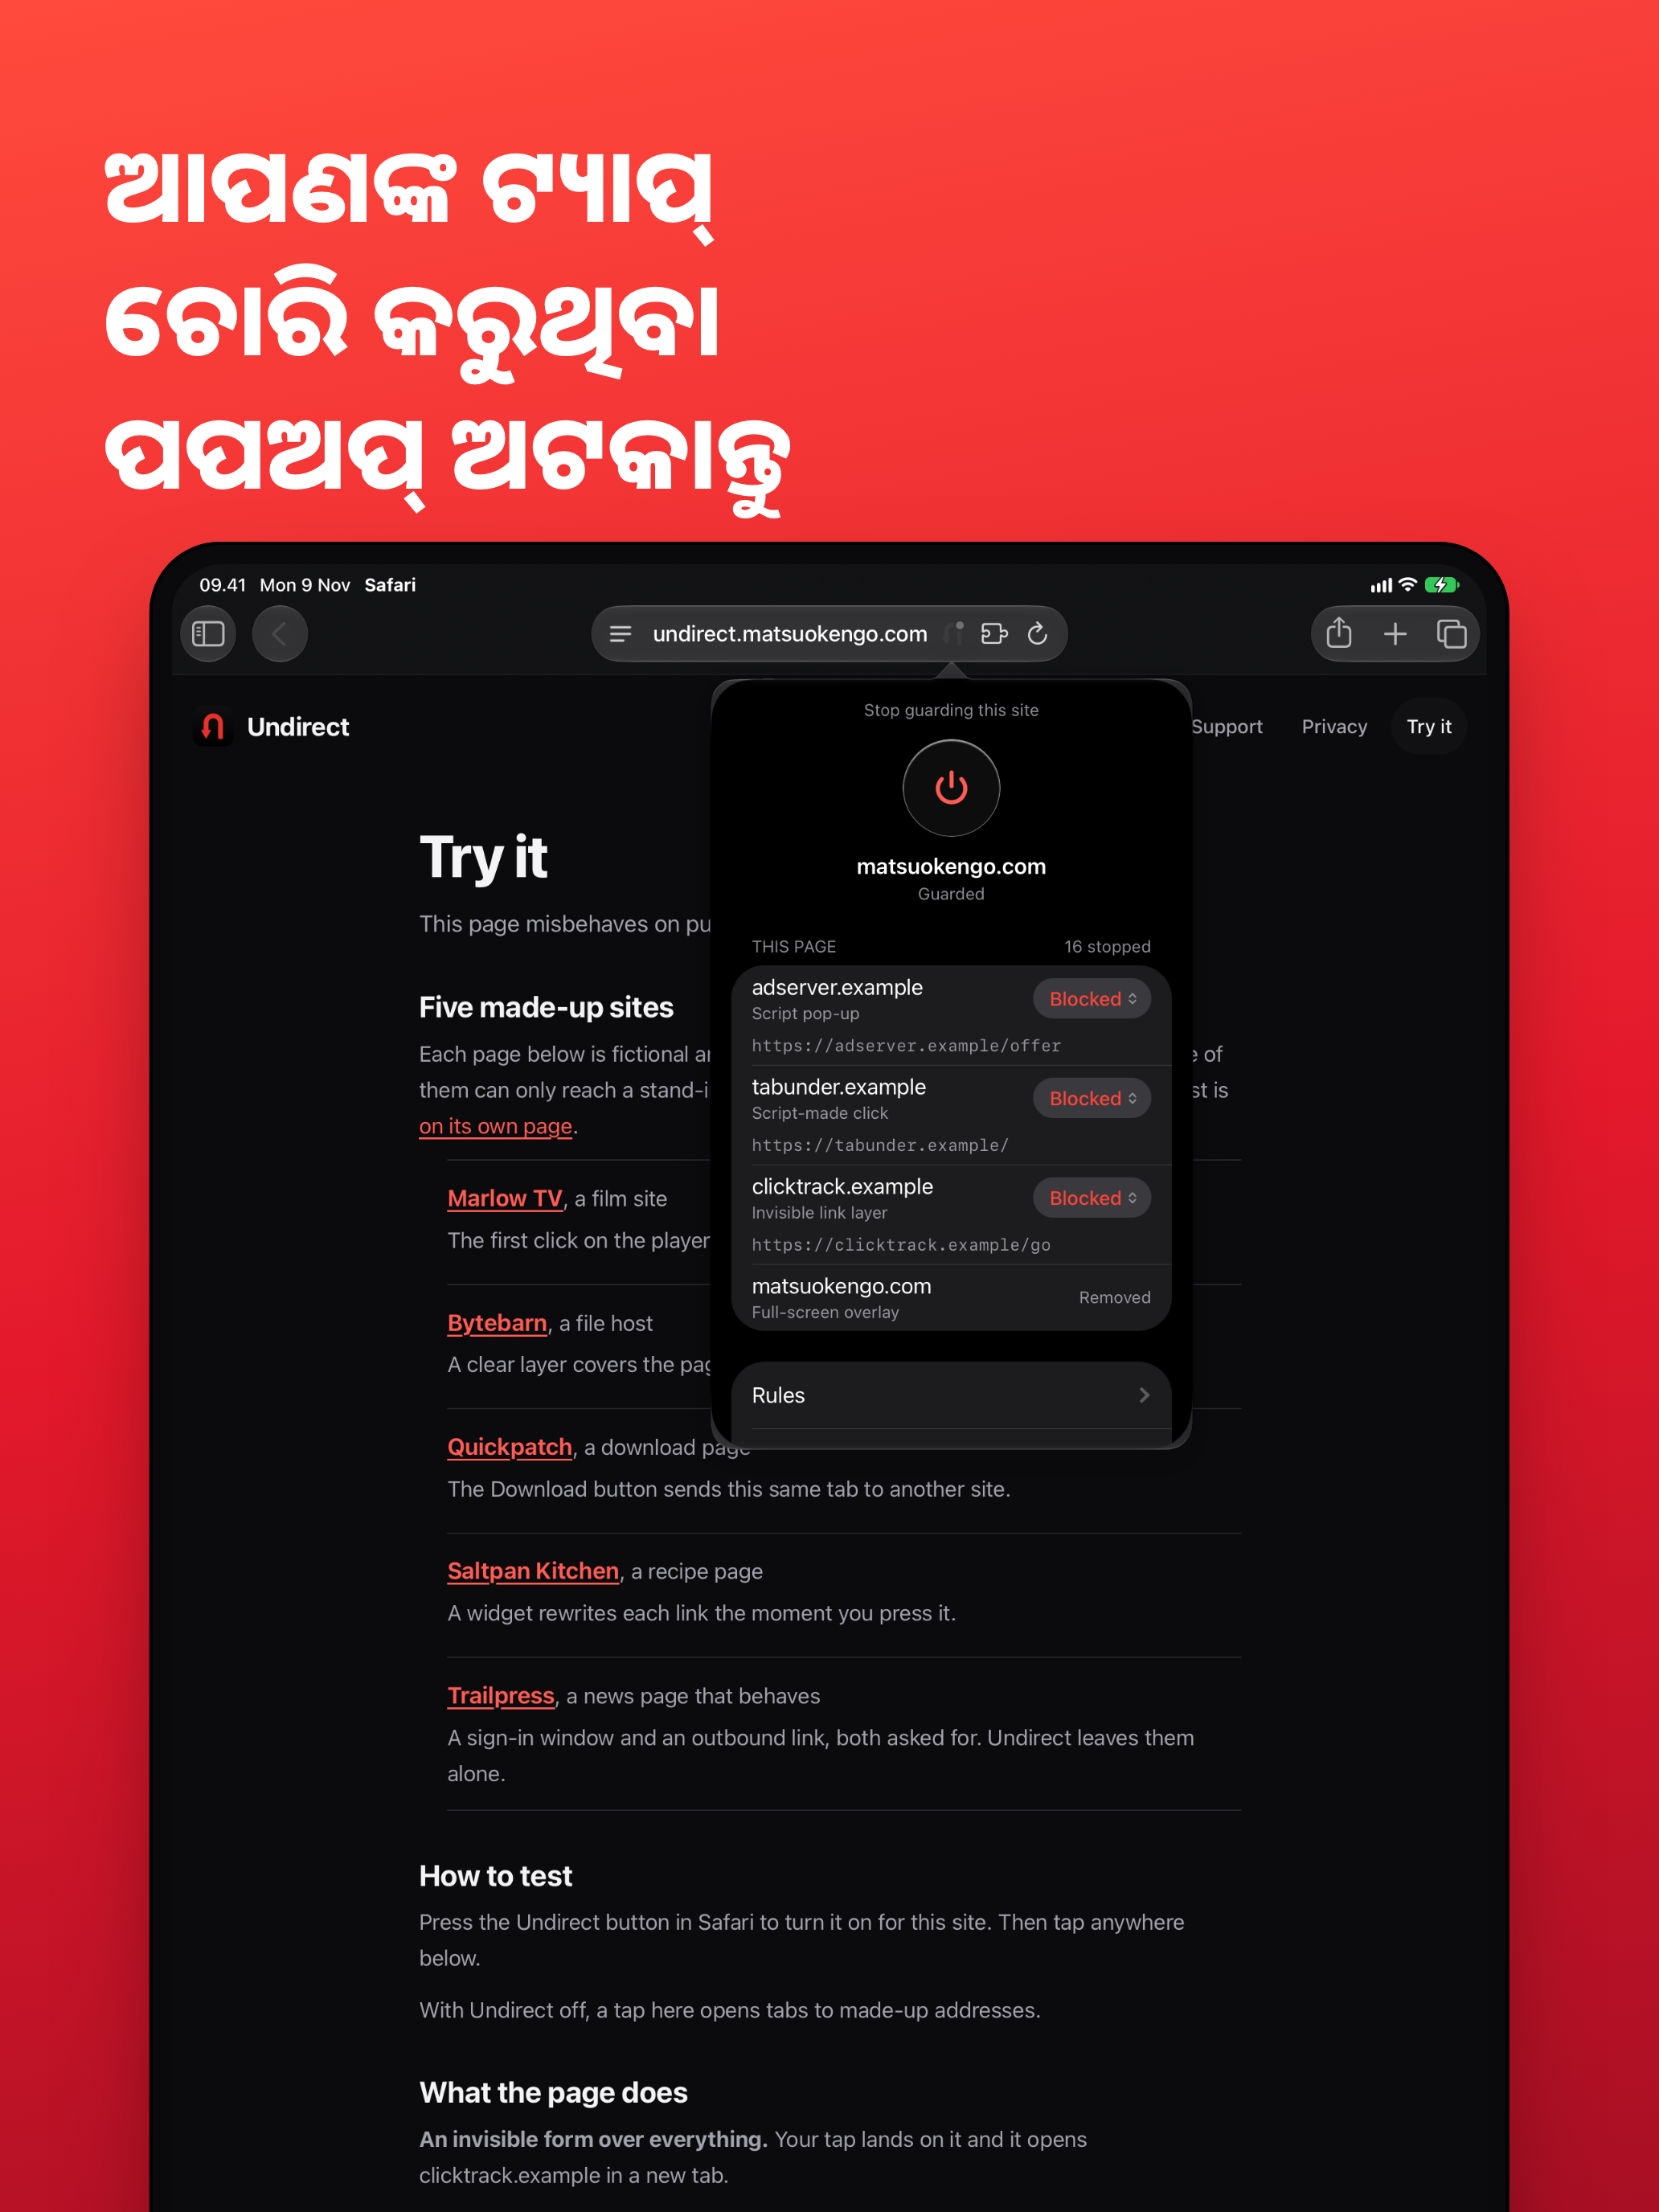 ଆପଣଙ୍କ ଟ୍ୟାପ୍
ଚୋରି କରୁଥିବା
ପପଅପ୍ ଅଟକାନ୍ତୁ
09.41 Mon 9 Nov Safari
undirect.matsuokengo.com
Undirect
Support Privacy Try it
Stop guarding this site
matsuokengo.com
Guarded
THIS PAGE 16 stopped
adserver.example
Script pop-up
Blocked
https://adserver.example/offer
tabunder.example
Script-made click
Blocked
https://tabunder.example/
clicktrack.example
Invisible link layer
Blocked
https://clicktrack.example/go
matsuokengo.com
Full-screen overlay
Removed
Rules
Try it
This page misbehaves on
Five made-up sites
Each page below is fictional of
them can only reach a is
on its own page.
Marlow TV, a film site
The first click on the player
Bytebarn, a file host
A clear layer covers the
Quickpatch, a download page
The Download button sends this same tab to another site.
Saltpan Kitchen, a recipe page
A widget rewrites each link the moment you press it.
Trailpress, a news page that behaves
A sign-in window and an outbound link, both asked for. Undirect leaves them
alone.
How to test
Press the Undirect button in Safari to turn it on for this site. Then tap anywhere
below.
With Undirect off, a tap here opens tabs to made-up addresses.
What the page does
An invisible form over everything. Your tap lands on it and it opens
clicktrack.example in a new tab.